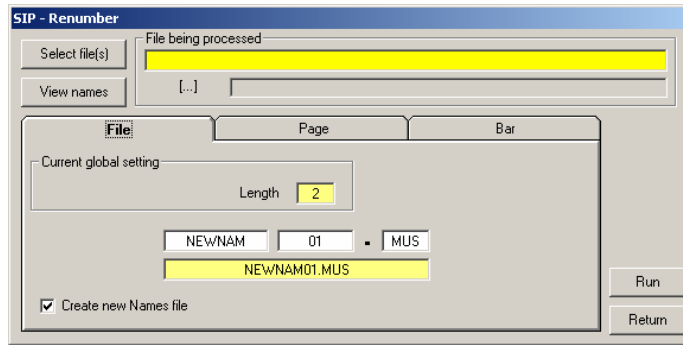 SIP - Renumber
Select file(s)
File being processed
View names
[...]
File
Page
Bar
Current global setting
Length 2
NEWNAM 01 . MUS
NEWNAM01.MUS
Create new Names file
Run
Return